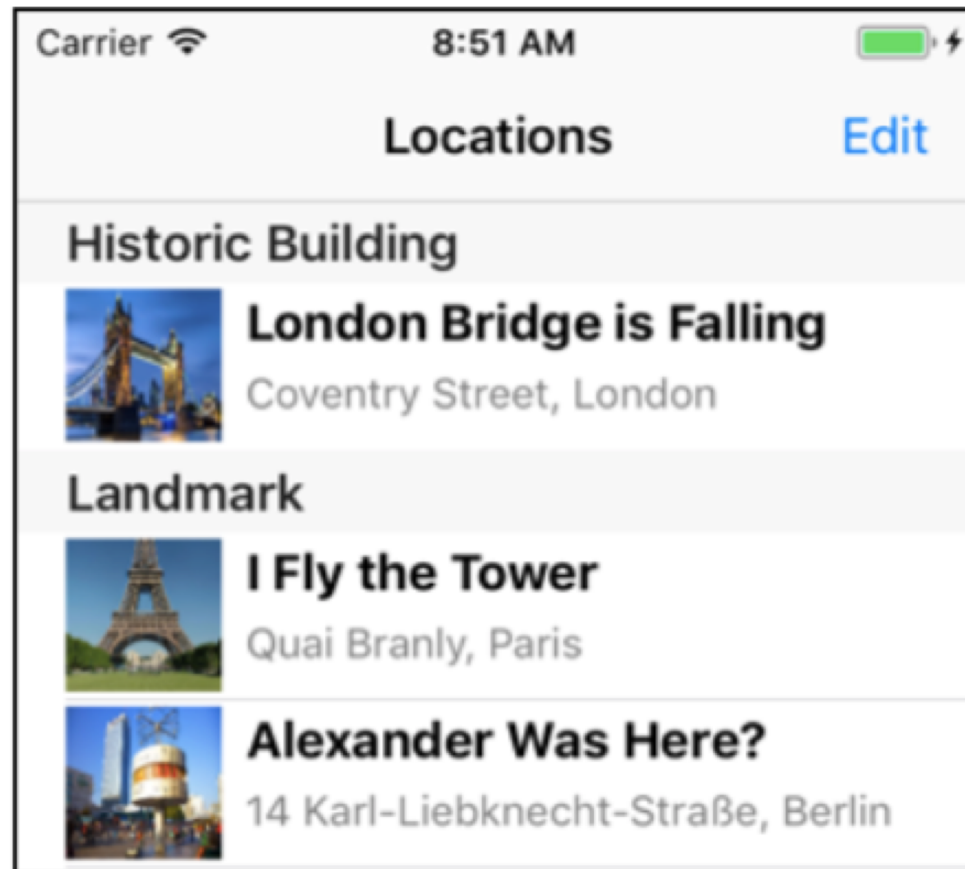 Carrier 8:51 AM
Locations Edit
Historic Building
London Bridge is Falling
Coventry Street, London
Landmark
I Fly the Tower
Quai Branly, Paris
Alexander Was Here?
14 Karl-Liebknecht-Straße, Berlin